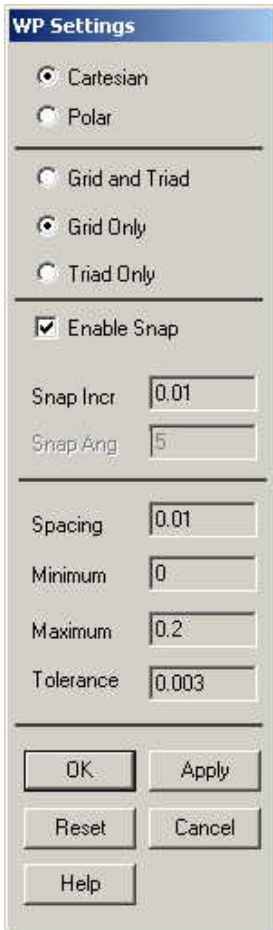 WP Settings
Cartesian
Polar
Grid and Triad
Grid Only
Triad Only
Enable Snap
Snap Incr 0.01
Snap Ang 5
Spacing 0.01
Minimum 0
Maximum 0.2
Tolerance 0.003
OK Apply
Reset Cancel
Help